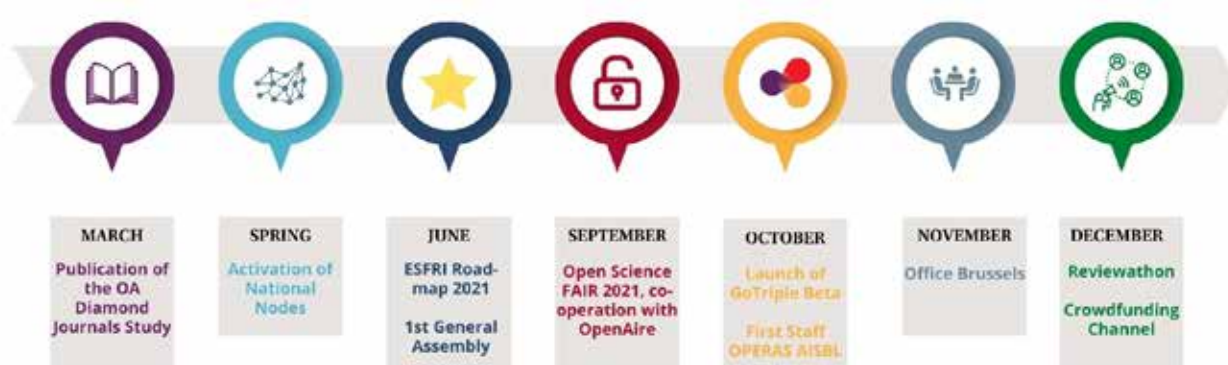 MARCH
Publication of
the OA
Diamond
Journals Study
SPRING
Activation of
National
Nodes
JUNE
ESFRI Road-
map 2021
1st General
Assembly
SEPTEMBER
Open Science
FAIR 2021, co-
operation with
OpenAire
OCTOBER
Launch of
GoTriple Beta
First Staff
OPERAS AISBL
NOVEMBER
Office Brussels
DECEMBER
Reviewathon
Crowdfunding
Channel